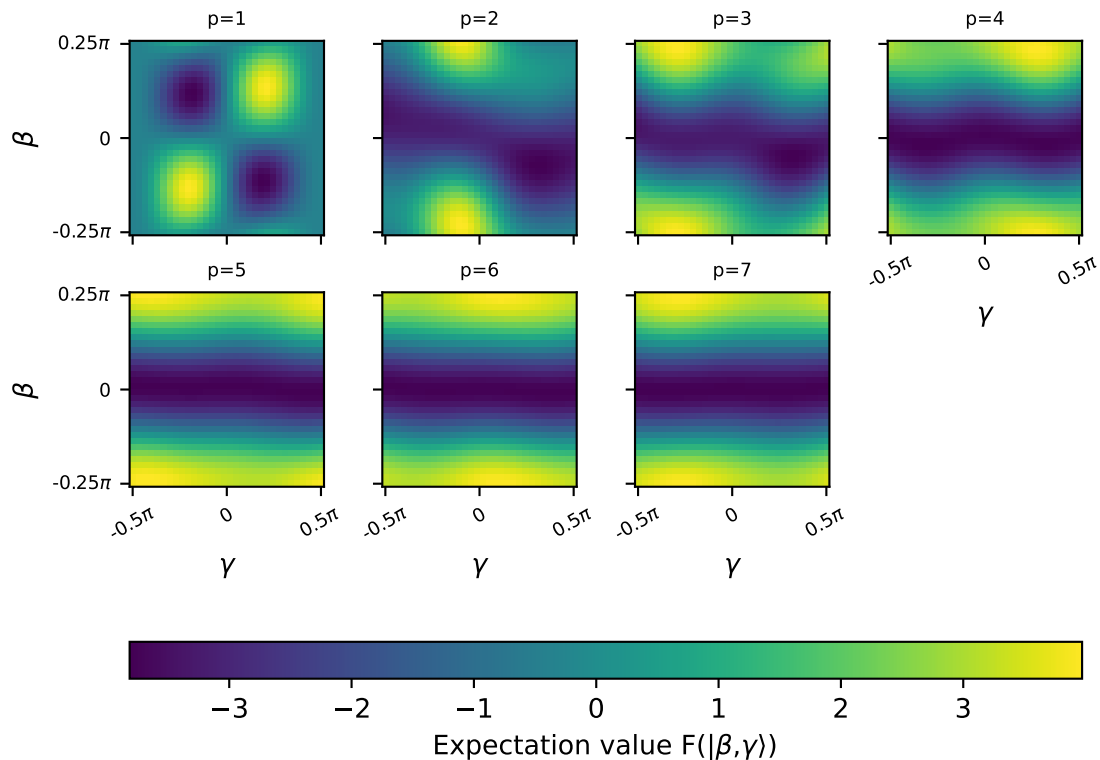 p=1 p=2 p=3 p=4
0.25π
β 0
-0.25π
-0.5π 0 0.5π
γ
p=5 p=6 p=7
0.25π
β 0
-0.25π
-0.5π 0 0.5π -0.5π 0 0.5π -0.5π 0 0.5π
γ γ γ
−3 −2 −1 0 1 2 3
Expectation value F(|β,γ⟩)